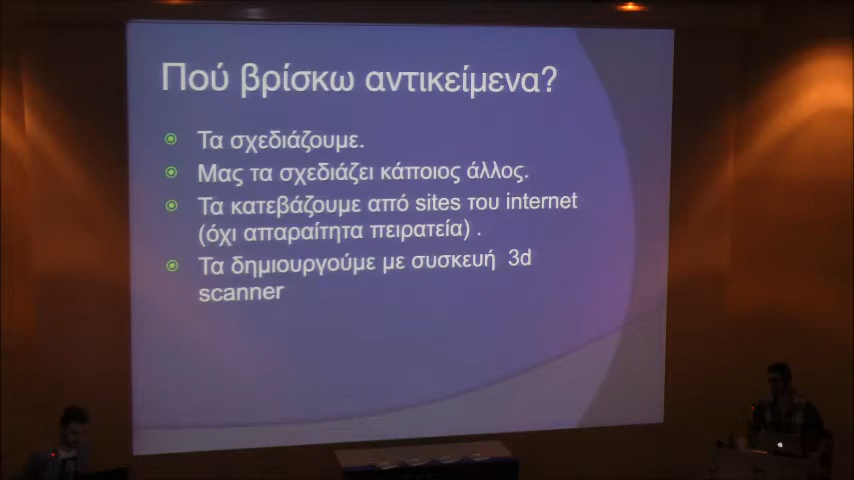 Πού βρίσκω αντικείμενα?
Τα σχεδιάζουμε.
Μας τα σχεδιάζει κάποιος άλλος.
Τα κατεβάζουμε από sites του internet
(όχι απαραίτητα πειρατεία) .
Τα δημιουργούμε με συσκευή 3d
scanner